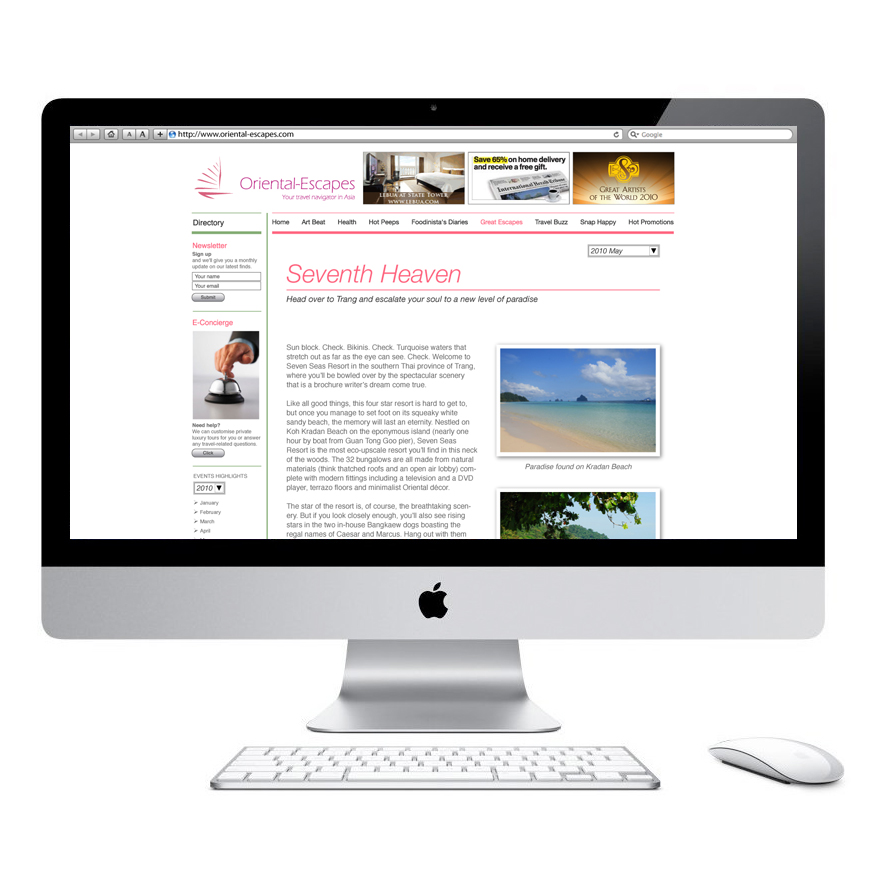 A A + http://www.oriental-escapes.com Google
Oriental-Escapes
Your travel navigator in Asia
LEBUA AT STATE TOWER
WWW.LEBUA.COM
Save 65% on home delivery
and receive a free gift.
International Herald Tribune
GREAT ARTISTS
OF THE WORLD 2010
Directory
Home Art Beat Health Hot Peeps Foodinista's Diaries Great Escapes Travel Buzz Snap Happy Hot Promotions
Newsletter
Sign up
and we'll give you a monthly
update on our latest finds.
Your name
Your email
Submit
E-Concierge
Need help?
We can customise private
luxury tours for you or answer
any travel-related questions.
Click
EVENTS HIGHLIGHTS
2010
January
February
March
April
2010 May
Seventh Heaven
Head over to Trang and escalate your soul to a new level of paradise
Sun block. Check. Bikinis. Check. Turquoise waters that
stretch out as far as the eye can see. Check. Welcome to
Seven Seas Resort in the southern Thai province of Trang,
where you'll be bowled over by the spectacular scenery
that is a brochure writer's dream come true.
Like all good things, this four star resort is hard to get to,
but once you manage to set foot on its squeaky white
sandy beach, the memory will last an eternity. Nestled on
Koh Kradan Beach on the eponymous island (nearly one
hour by boat from Guan Tong Goo pier), Seven Seas
Resort is the most eco-upscale resort you'll find in this neck
of the woods. The 32 bungalows are all made from natural
materials (think thatched roofs and an open air lobby) com-
plete with modern fittings including a television and a DVD
player, terrazo floors and minimalist Oriental décor.
The star of the resort is, of course, the breathtaking scen-
ery. But if you look closely enough, you'll also see rising
stars in the two in-house Bangkaew dogs boasting the
regal names of Caesar and Marcus. Hang out with them
Paradise found on Kradan Beach